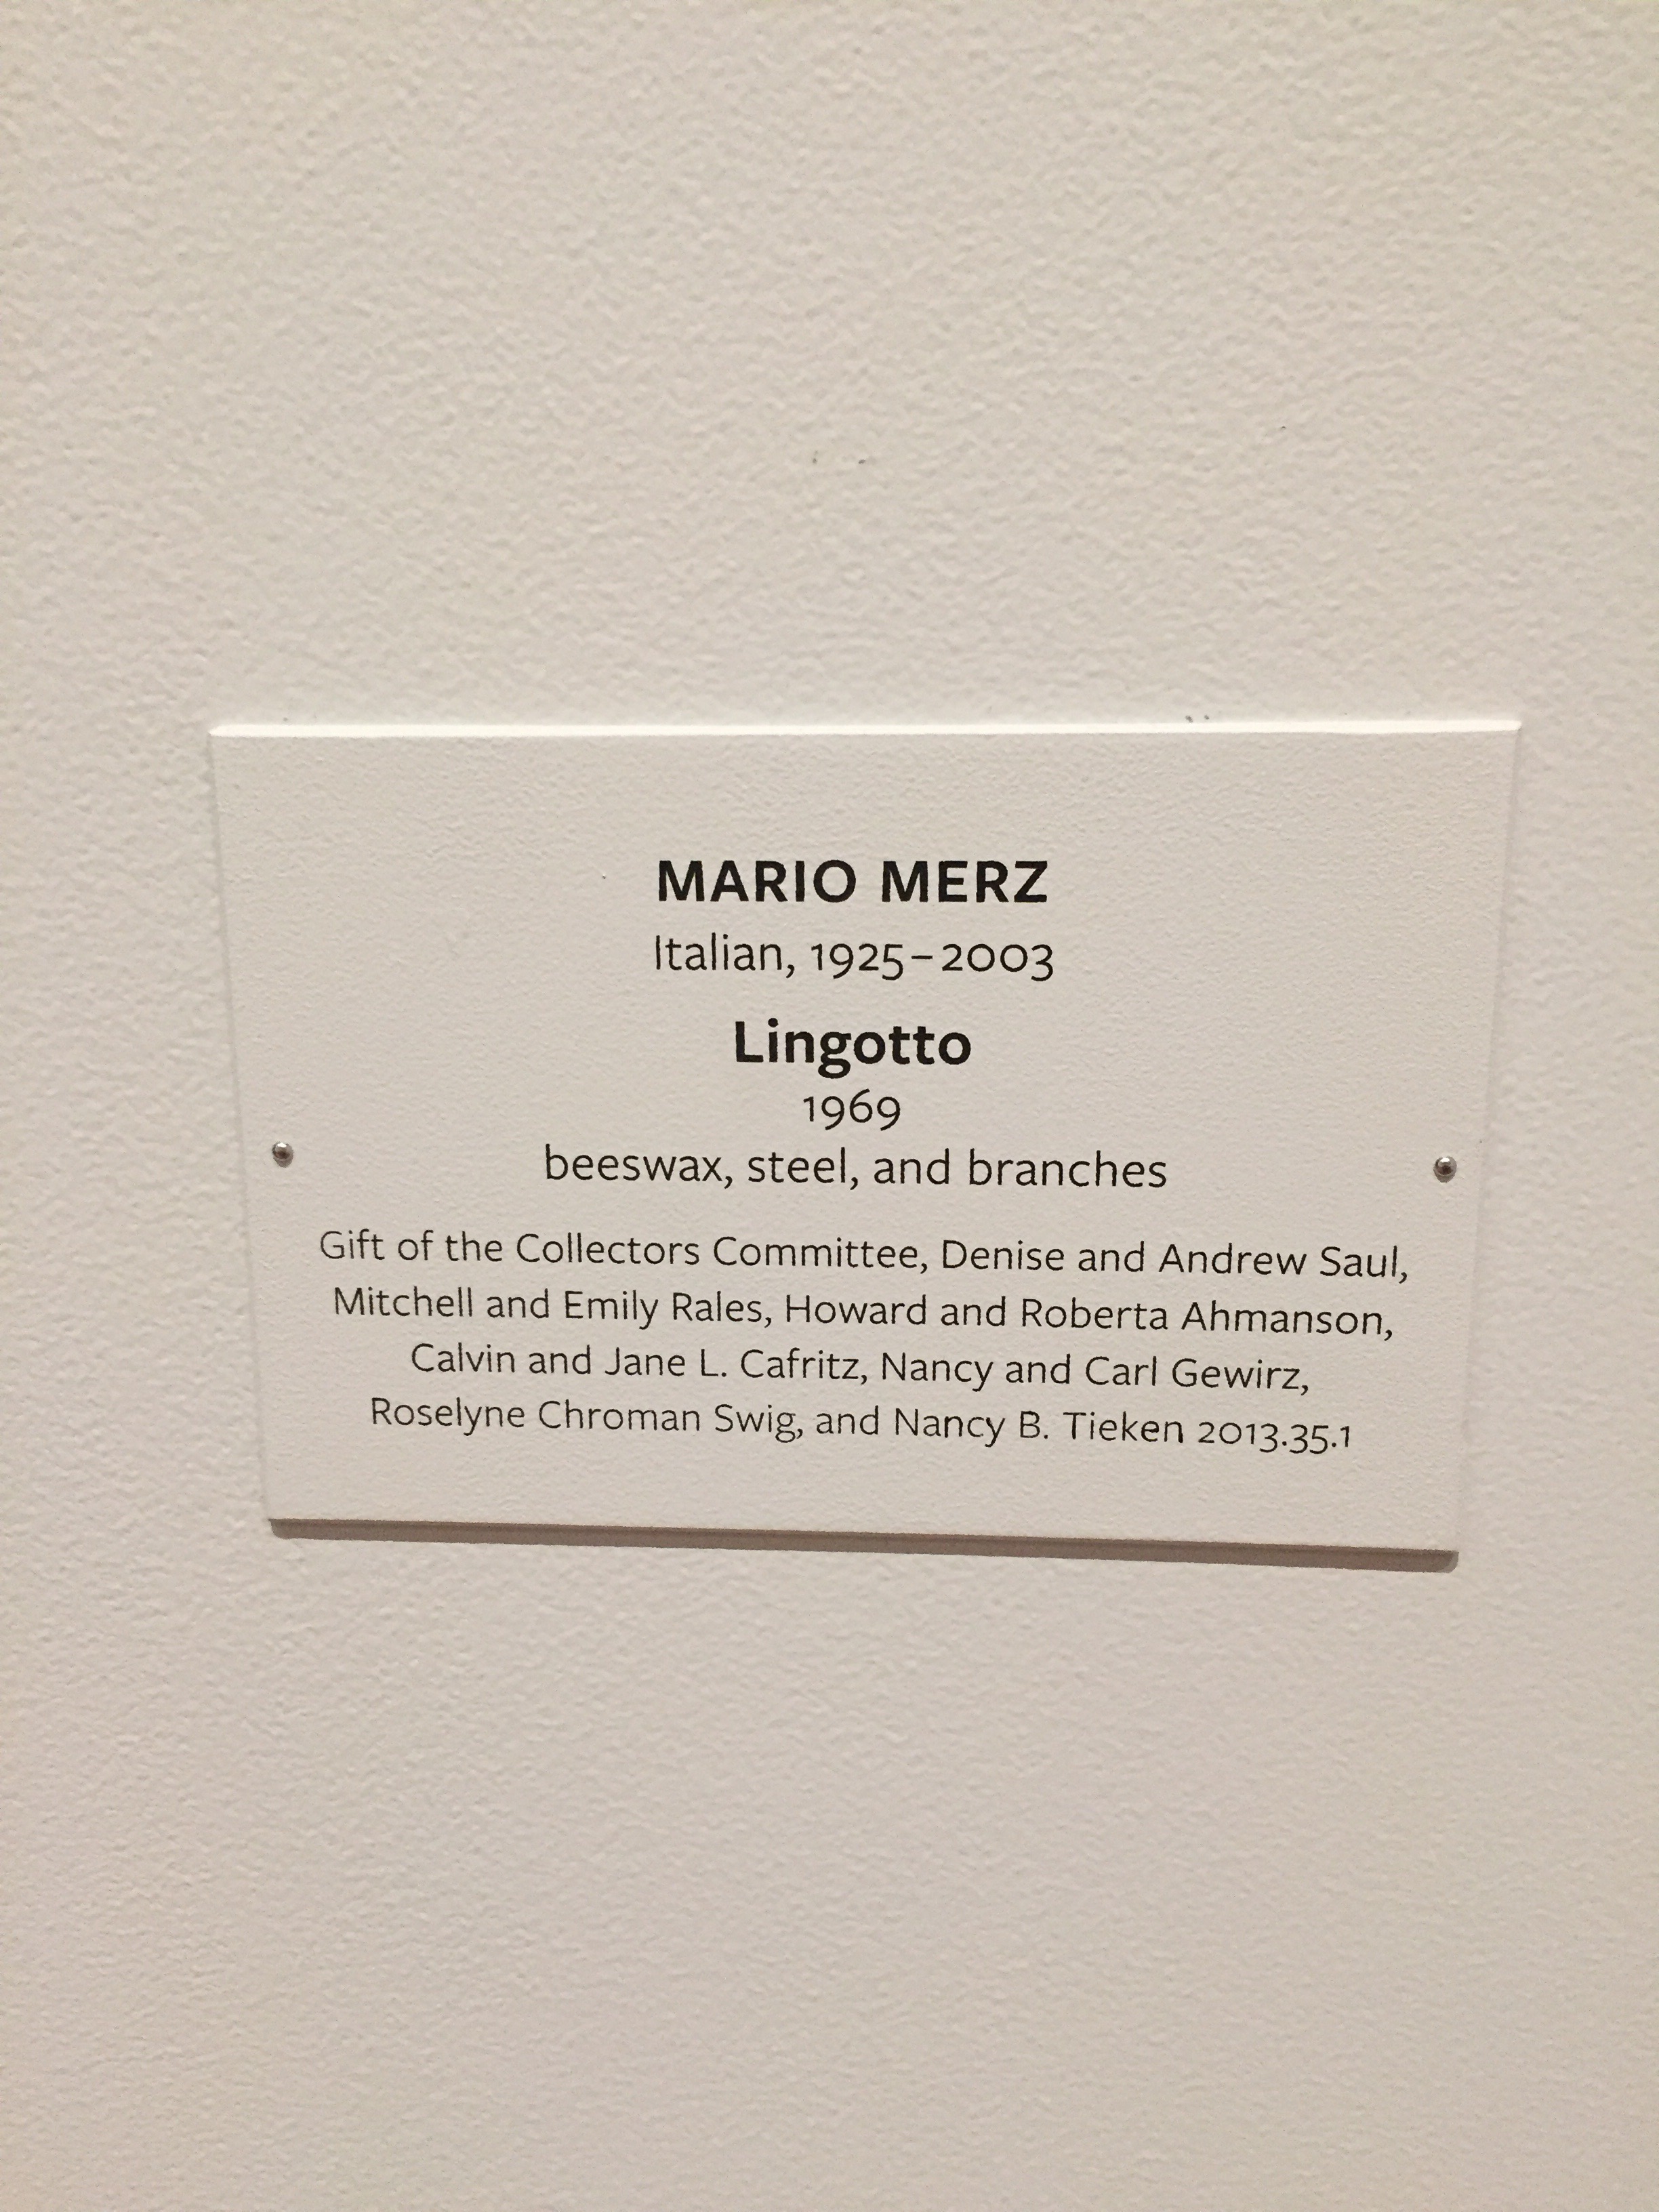 MARIO MERZ
Italian, 1925–2003
Lingotto
1969
beeswax, steel, and branches
Gift of the Collectors Committee, Denise and Andrew Saul,
Mitchell and Emily Rales, Howard and Roberta Ahmanson,
Calvin and Jane L. Cafritz, Nancy and Carl Gewirz,
Roselyne Chroman Swig, and Nancy B. Tieken 2013.35.1